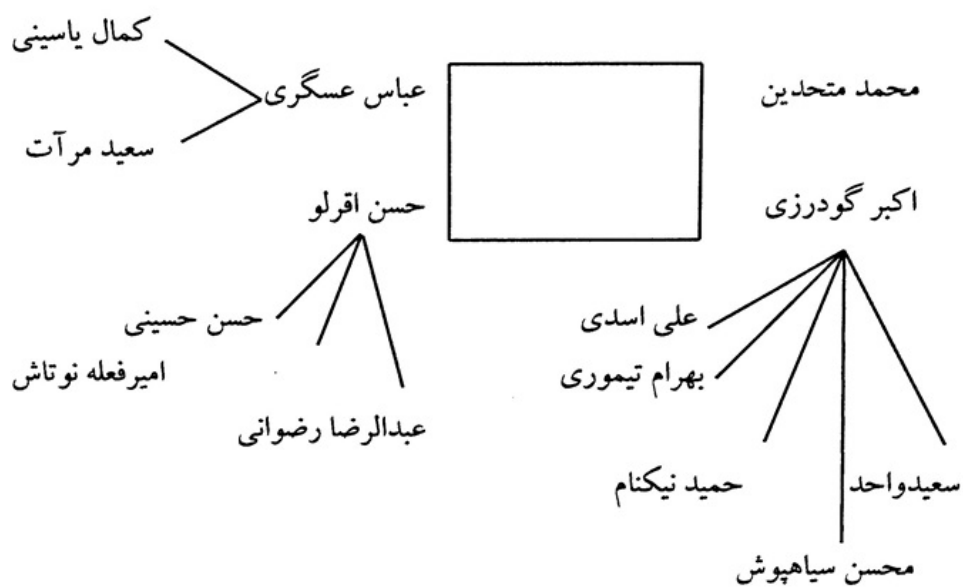 کمال یاسینی
محمد متحدین
عباس عسگری
سعید مرآت
اکبر گودرزی
حسن اقرلو
علی اسدی
حسن حسینی
بهرام تیموری
امیرفعله نوتاش
عبدالرضا رضوانی
سعیدواحد
حمید نیکنام
محسن سیاهپوش